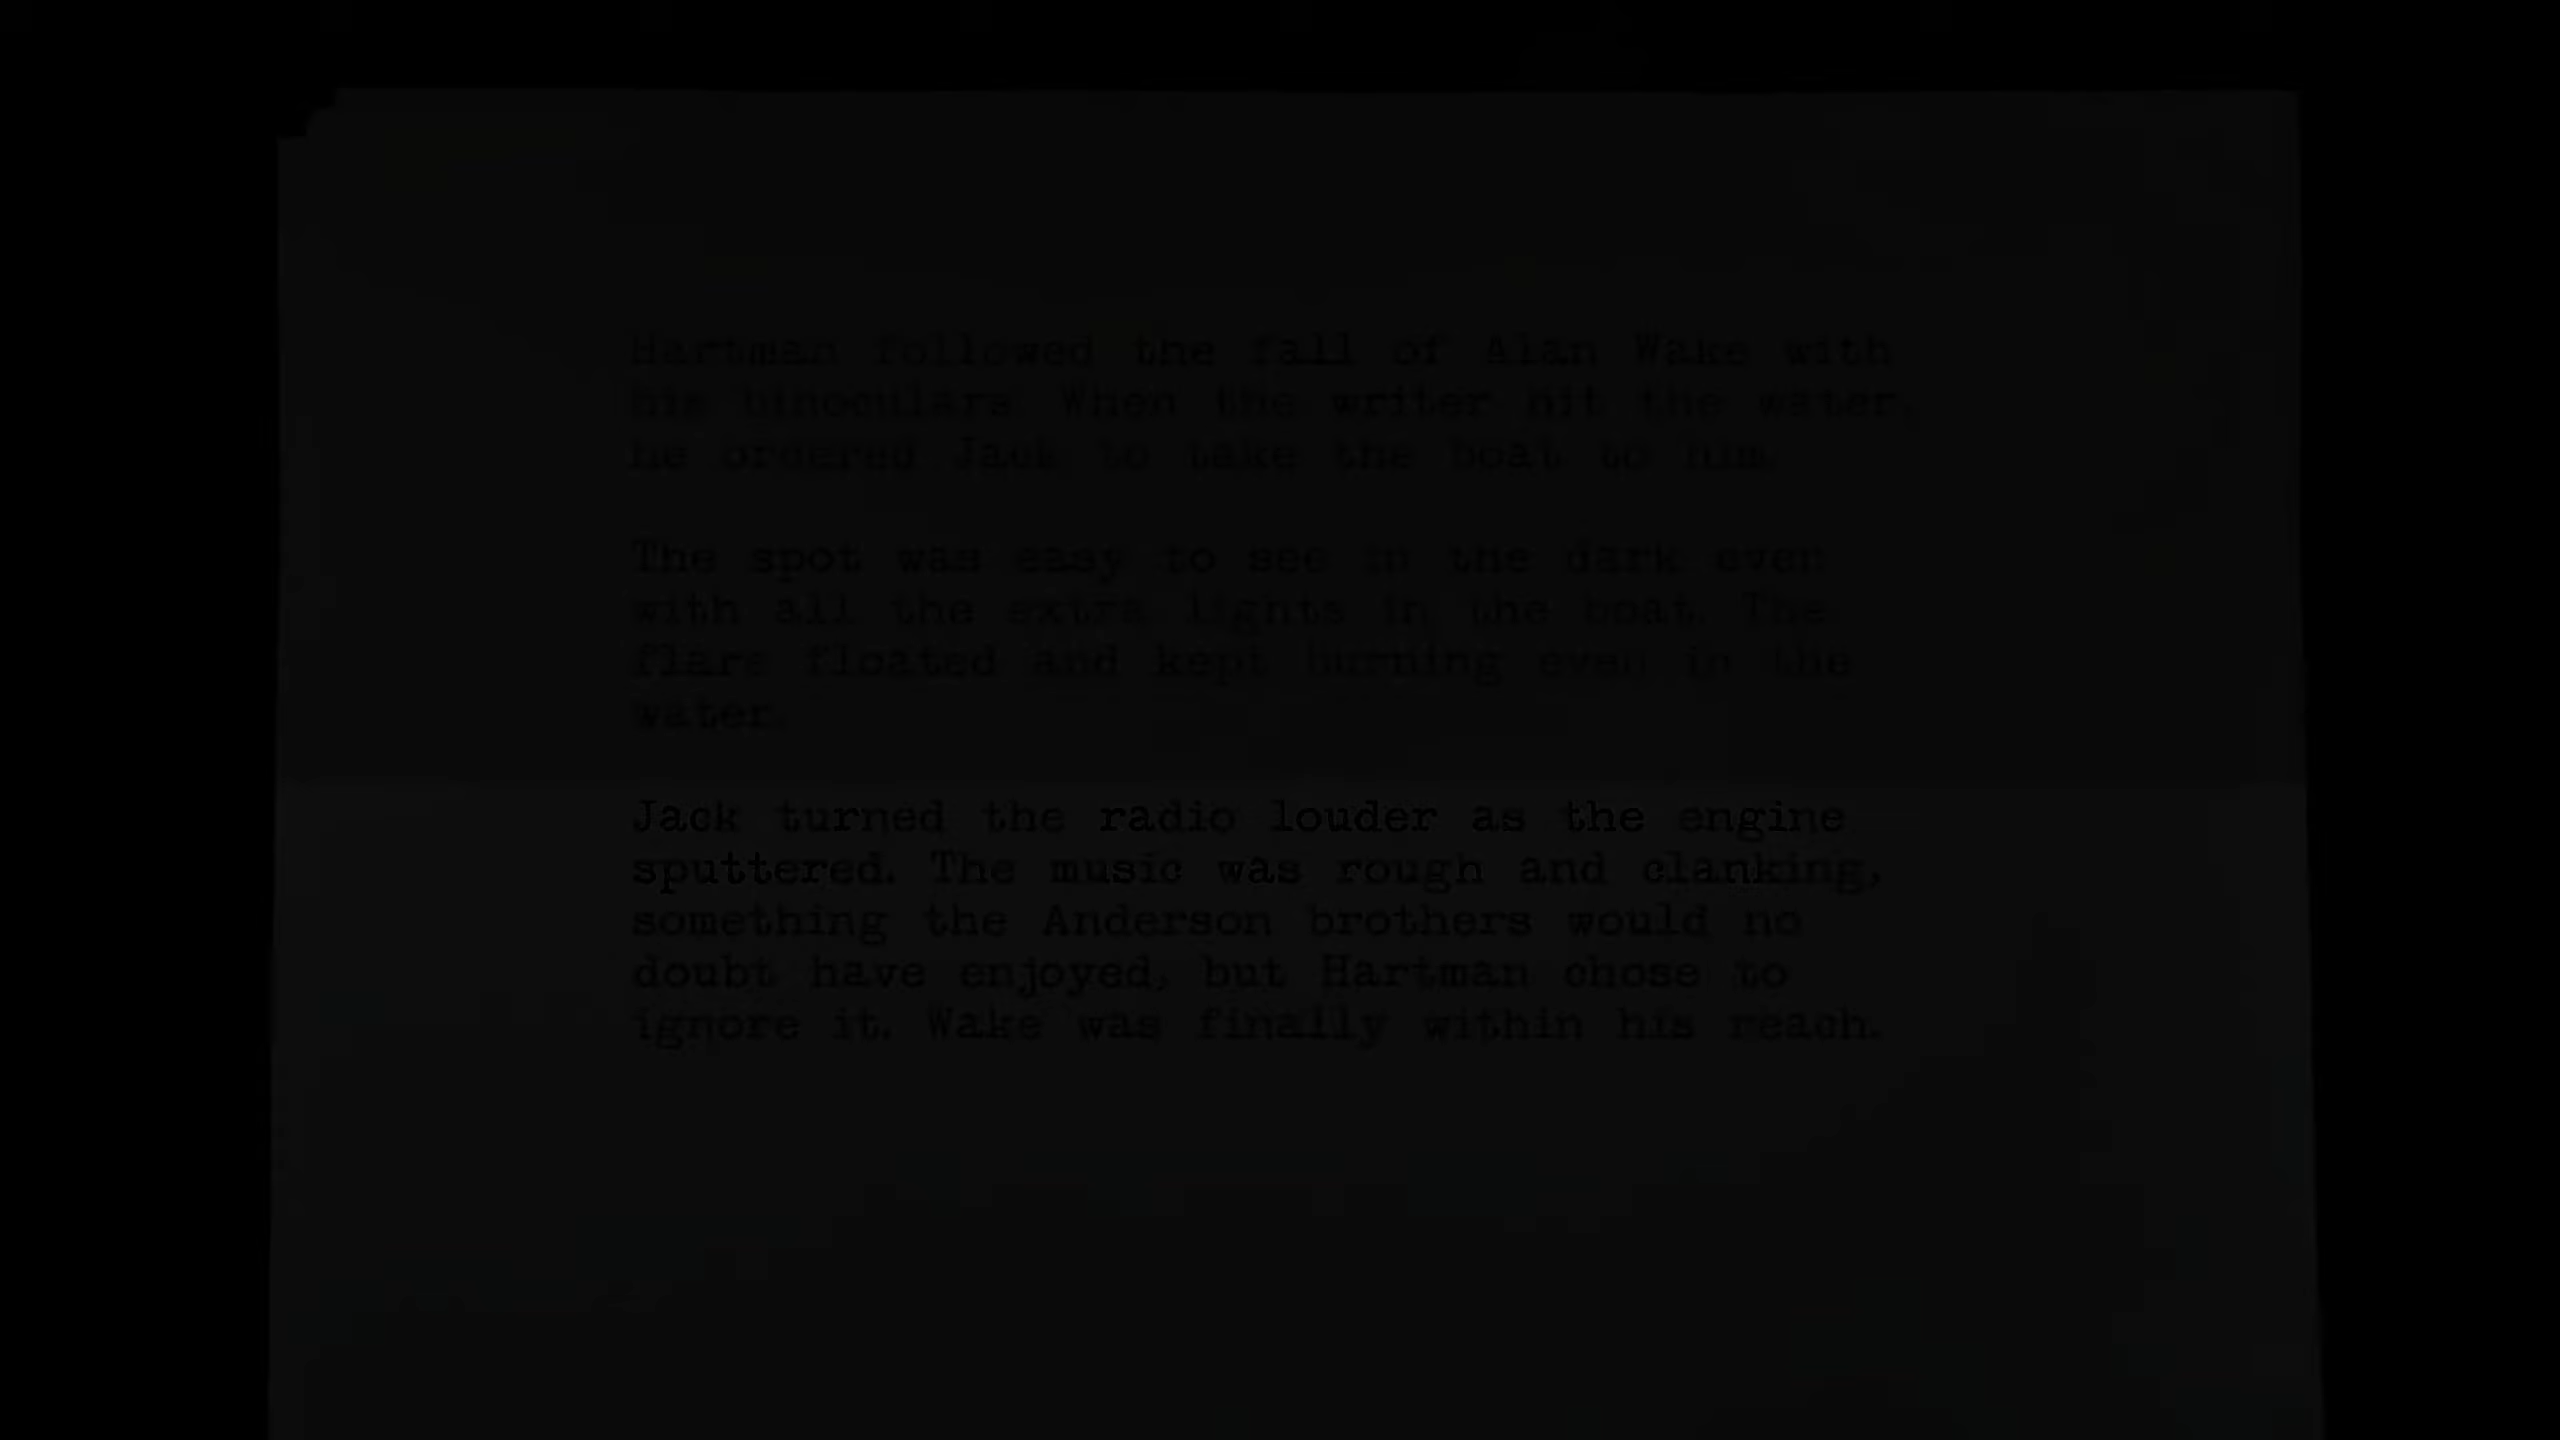 Hartman followed the fall of Alan Wake with
his binoculars. When the writer hit the water
he ordered Jack to take the boat to him.
The spot was easy to see in the dark even
with all the extra lights in the boat. The
flare floated and kept burning even in the
water.
Jack turned the radio louder as the engine
sputtered. The music was rough and clanking,
something the Anderson brothers would no
doubt have enjoyed, but Hartman chose to
ignore it. Wake was finally within his reach.